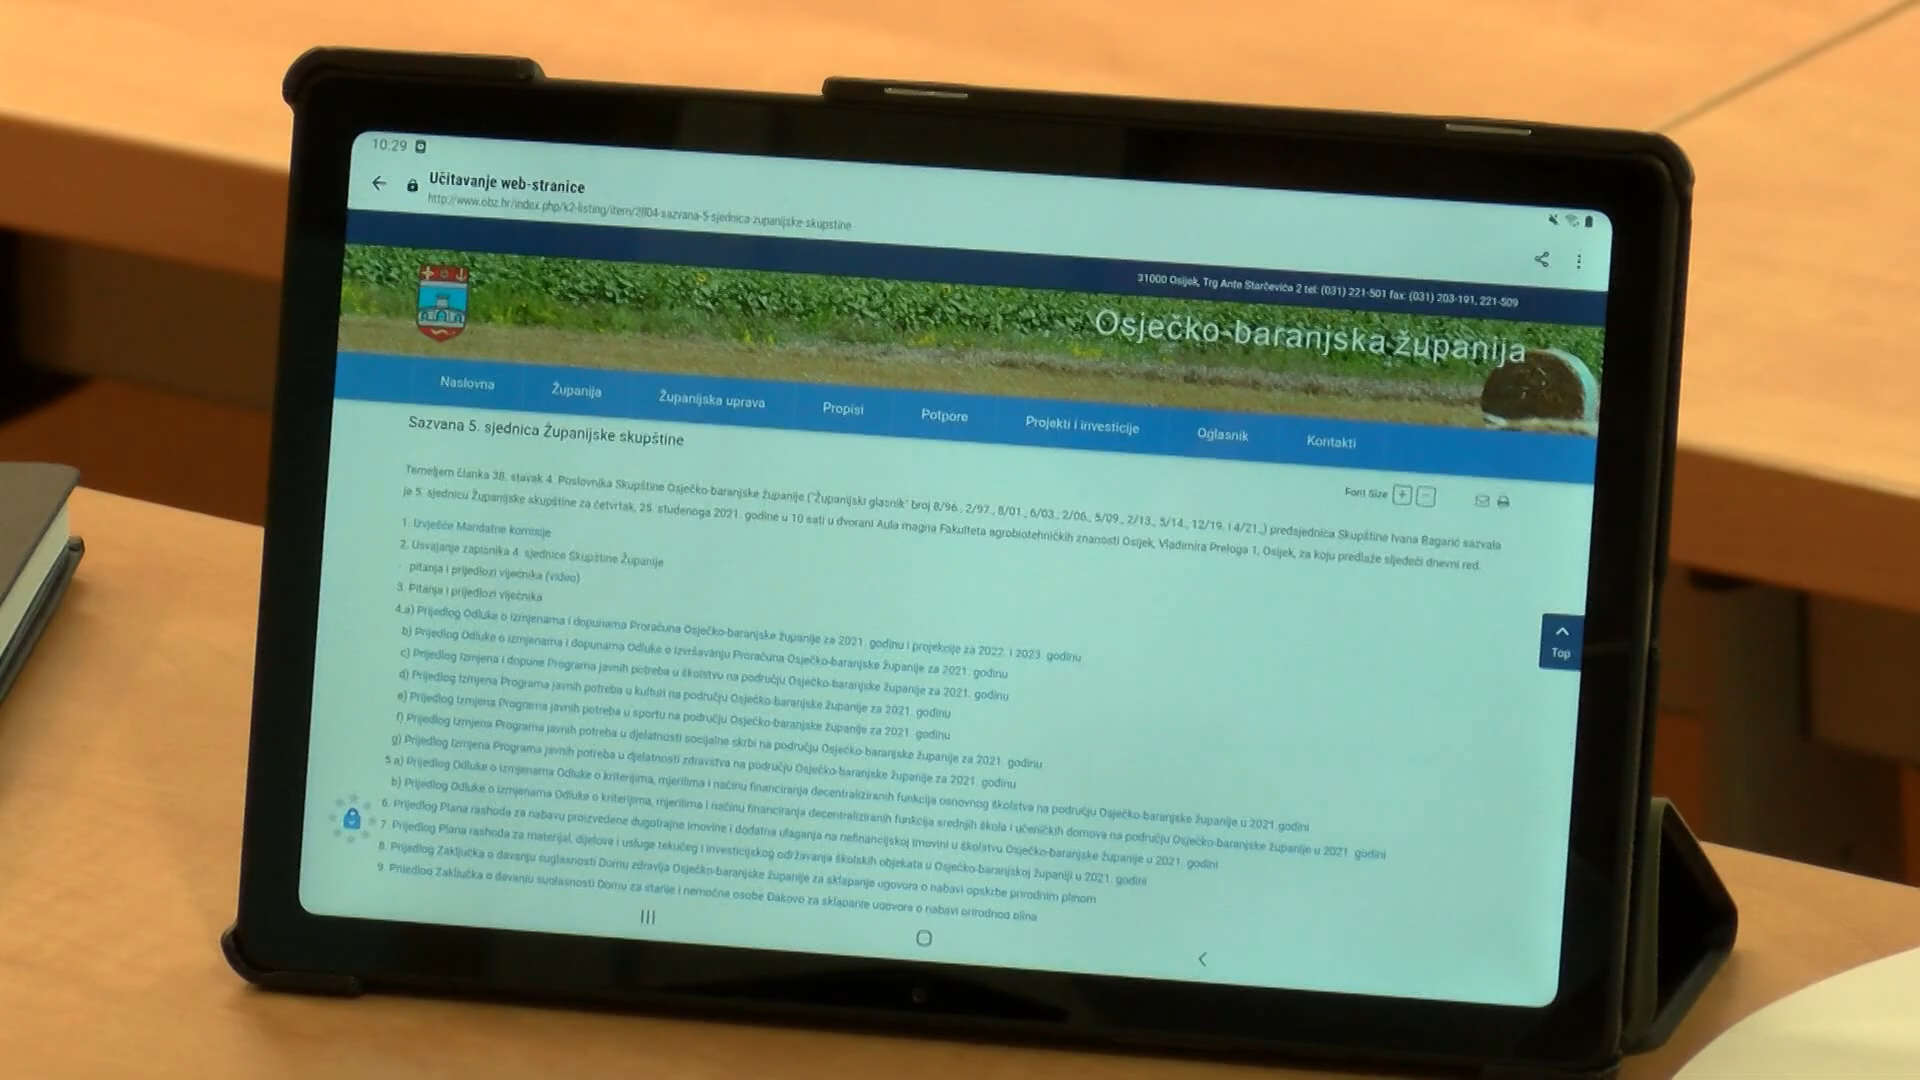 10:29
Učitavanje web-stranice
http://www.obz.hr/index.php/k2-listing/item/2804-sazvana-5-sjednica-zupanijske-skupstine
31000 Osijek, Trg Ante Starčevića 2 tel: (031) 221-501 fax: (031) 203-191, 221-509
Osječko-baranjska županija
Naslovna Županija Županijska uprava Propisi Potpore Projekti i investicije Oglasnik Kontakti
Sazvana 5. sjednica Županijske skupštine
Font Size + -
Temeljem članka 38. stavak 4. Poslovnika Skupštine Osječko-baranjske županije ("Županijski glasnik" broj 8/96., 2/97., 8/01., 6/03., 2/06., 5/09., 2/13., 5/14., 12/19. i 4/21.,) predsjednica Skupština Ivana Bagarić sazvala
je 5. sjednicu Županijske skupštine za četvrtak, 25. studenoga 2021. godine u 10 sati u dvorani Aula magna Fakulteta agrobiotehničkih znanosti Osijek, Vladimira Preloga 1, Osijek, za koju predlaže sljedeći dnevni red:
1. Izvješće Mandatne komisije
2. Usvajanje zapisnika 4. sjednice Skupštine Županije
- pitanja i prijedlozi vijećnika (video)
3. Pitanja i prijedlozi vijećnika
4.a) Prijedlog Odluke o izmjenama i dopunama Proračuna Osječko-baranjske županije za 2021. godinu i projekcije za 2022. i 2023. godinu
b) Prijedlog Odluke o izmjenama i dopunama Odluke o izvršavanju Proračuna Osječko-baranjske županije za 2021. godinu
c) Prijedlog Izmjena i dopune Programa javnih potreba u školstvu na području Osječko-baranjske županije za 2021. godinu
d) Prijedlog Izmjena Programa javnih potreba u kulturi na području Osječko-baranjske županije za 2021. godinu
e) Prijedlog Izmjena Programa javnih potreba u sportu na području Osječko-baranjske županije za 2021. godinu
f) Prijedlog Izmjena Programa javnih potreba u djelatnosti socijalne skrbi na području Osječko-baranjske županije za 2021. godinu
g) Prijedlog Izmjena Programa javnih potreba u djelatnosti zdravstva na području Osječko-baranjske županije za 2021. godinu
5.a) Prijedlog Odluke o izmjenama Odluke o kriterijima, mjerilima i načinu financiranja decentraliziranih funkcija osnovnog školstva na području Osječko-baranjske županije u 2021. godini
b) Prijedlog Odluke o izmjenama Odluke o kriterijima, mjerilima i načinu financiranja decentraliziranih funkcija srednjih škola i učeničkih domova na području Osječko-baranjske županije u 2021. godini
6. Prijedlog Plana rashoda za nabavu proizvedene dugotrajne imovine i dodatna ulaganja na nefinancijskoj imovini u školstvu Osječko-baranjske županije u 2021. godini
7. Prijedlog Plana rashoda za materijal, dijelove i usluge tekućeg i investicijskog održavanja školskih objekata u Osječko-baranjskoj županiji u 2021. godini
8. Prijedlog Zaključka o davanju suglasnosti Domu zdravlja Osječko-baranjske županije za sklapanje ugovora o nabavi opskrbe prirodnim plinom
9. Prijedlog Zaključka o davanju suglasnosti Domu za starije i nemoćne osobe Đakovo za sklapanje ugovora o nabavi prirodnog plina
Top